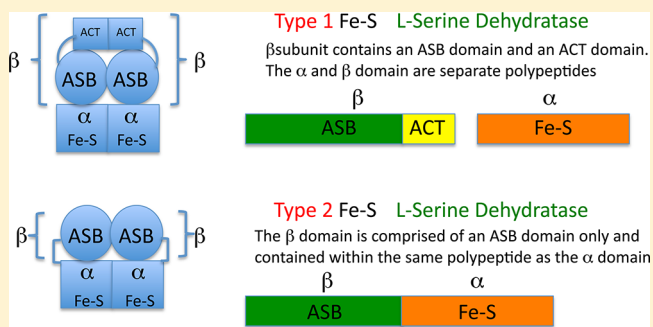 ACT ACT
β β
ASB ASB
α α
Fe-S Fe-S
Type 1 Fe-S L-Serine Dehydratase
βsubunit contains an ASB domain and an ACT domain.
The α and β domain are separate polypeptides
β α
ASB ACT Fe-S
β β
ASB ASB
α α
Fe-S Fe-S
Type 2 Fe-S L-Serine Dehydratase
The β domain is comprised of an ASB domain only and
contained within the same polypeptide as the α domain
β α
ASB Fe-S